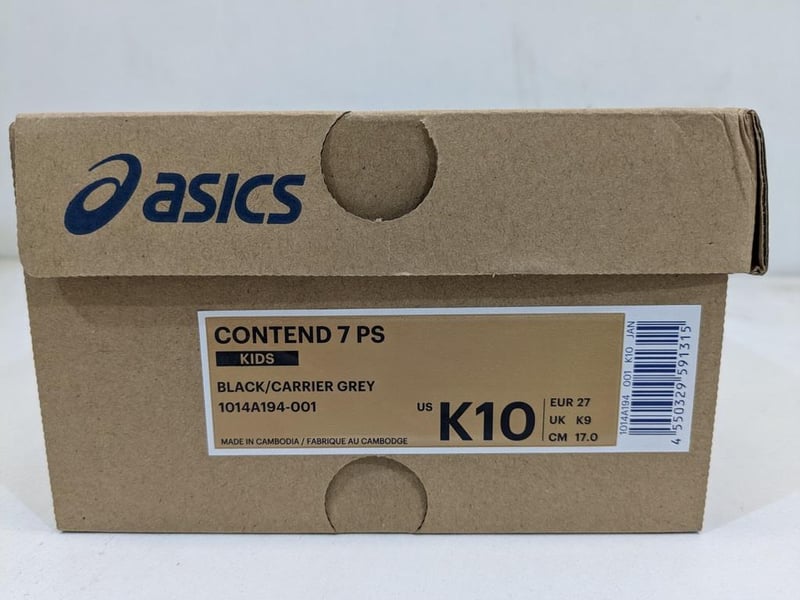 asics
CONTEND 7 PS
KIDS
BLACK/CARRIER GREY
1014A194-001
MADE IN CAMBODIA / FABRIQUE AU CAMBODGE
US K10
EUR 27
UK K9
CM 17.0
1014A194 001 K10 JAN
4 550329 591315